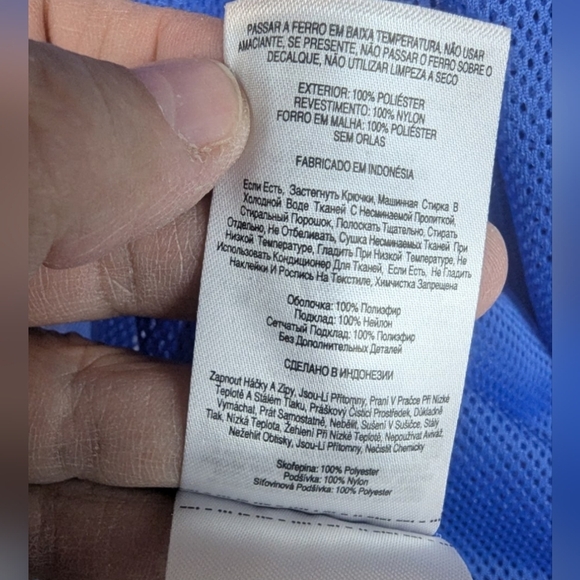 PASSAR A FERRO EM BAIXA TEMPERATURA, NÃO USAR
AMACIANTE, SE PRESENTE, NÃO PASSAR O FERRO SOBRE O
DECALQUE, NÃO UTILIZAR LIMPEZA A SECO
EXTERIOR: 100% POLIÉSTER
REVESTIMENTO: 100% NYLON
FORRO EM MALHA: 100% POLIÉSTER
SEM ORLAS
FABRICADO EM INDONÉSIA
Если Есть, Застегнуть Крючки, Машинная Стирка В
Холодной Воде Тканей С Несминаемой Пропиткой,
Стиральный Порошок, Полоскать Тщательно, Стирать
Отдельно, Не Отбеливать, Сушка Несминаемых Тканей При
Низкой Температуре, Гладить При Низкой Температуре, Не
Использовать Кондиционер Для Тканей, Если Есть, Не Гладить
Наклейки И Роспись На Текстиле, Химчистка Запрещена
Оболочка: 100% Полиэфир
Подклад: 100% Нейлон
Сетчатый Подклад: 100% Полиэфир
Без Дополнительных Деталей
СДЕЛАНО В ИНДОНЕЗИИ
Zapnout Háčky A Zipy, Jsou-Lí Přítomny, Praní V Pračce Při Nízké
Teplotě A Stálém Tlaku, Práškový Čistící Prostředek, Důkladně
Vymáchal, Prát Samostatně, Nebělit, Sušení V Sušičce, Stálý
Tlak, Nízká Teplota, Žehlení Při Nízké Teplotě, Nepoužívat Aviváž,
Nežehlit Obtisky, Jsou-Lí Přítomny, Nečistit Chemicky
Skořepina: 100% Polyester
Podšívka: 100% Nylon
Síťovinová Podšívka: 100% Polyester